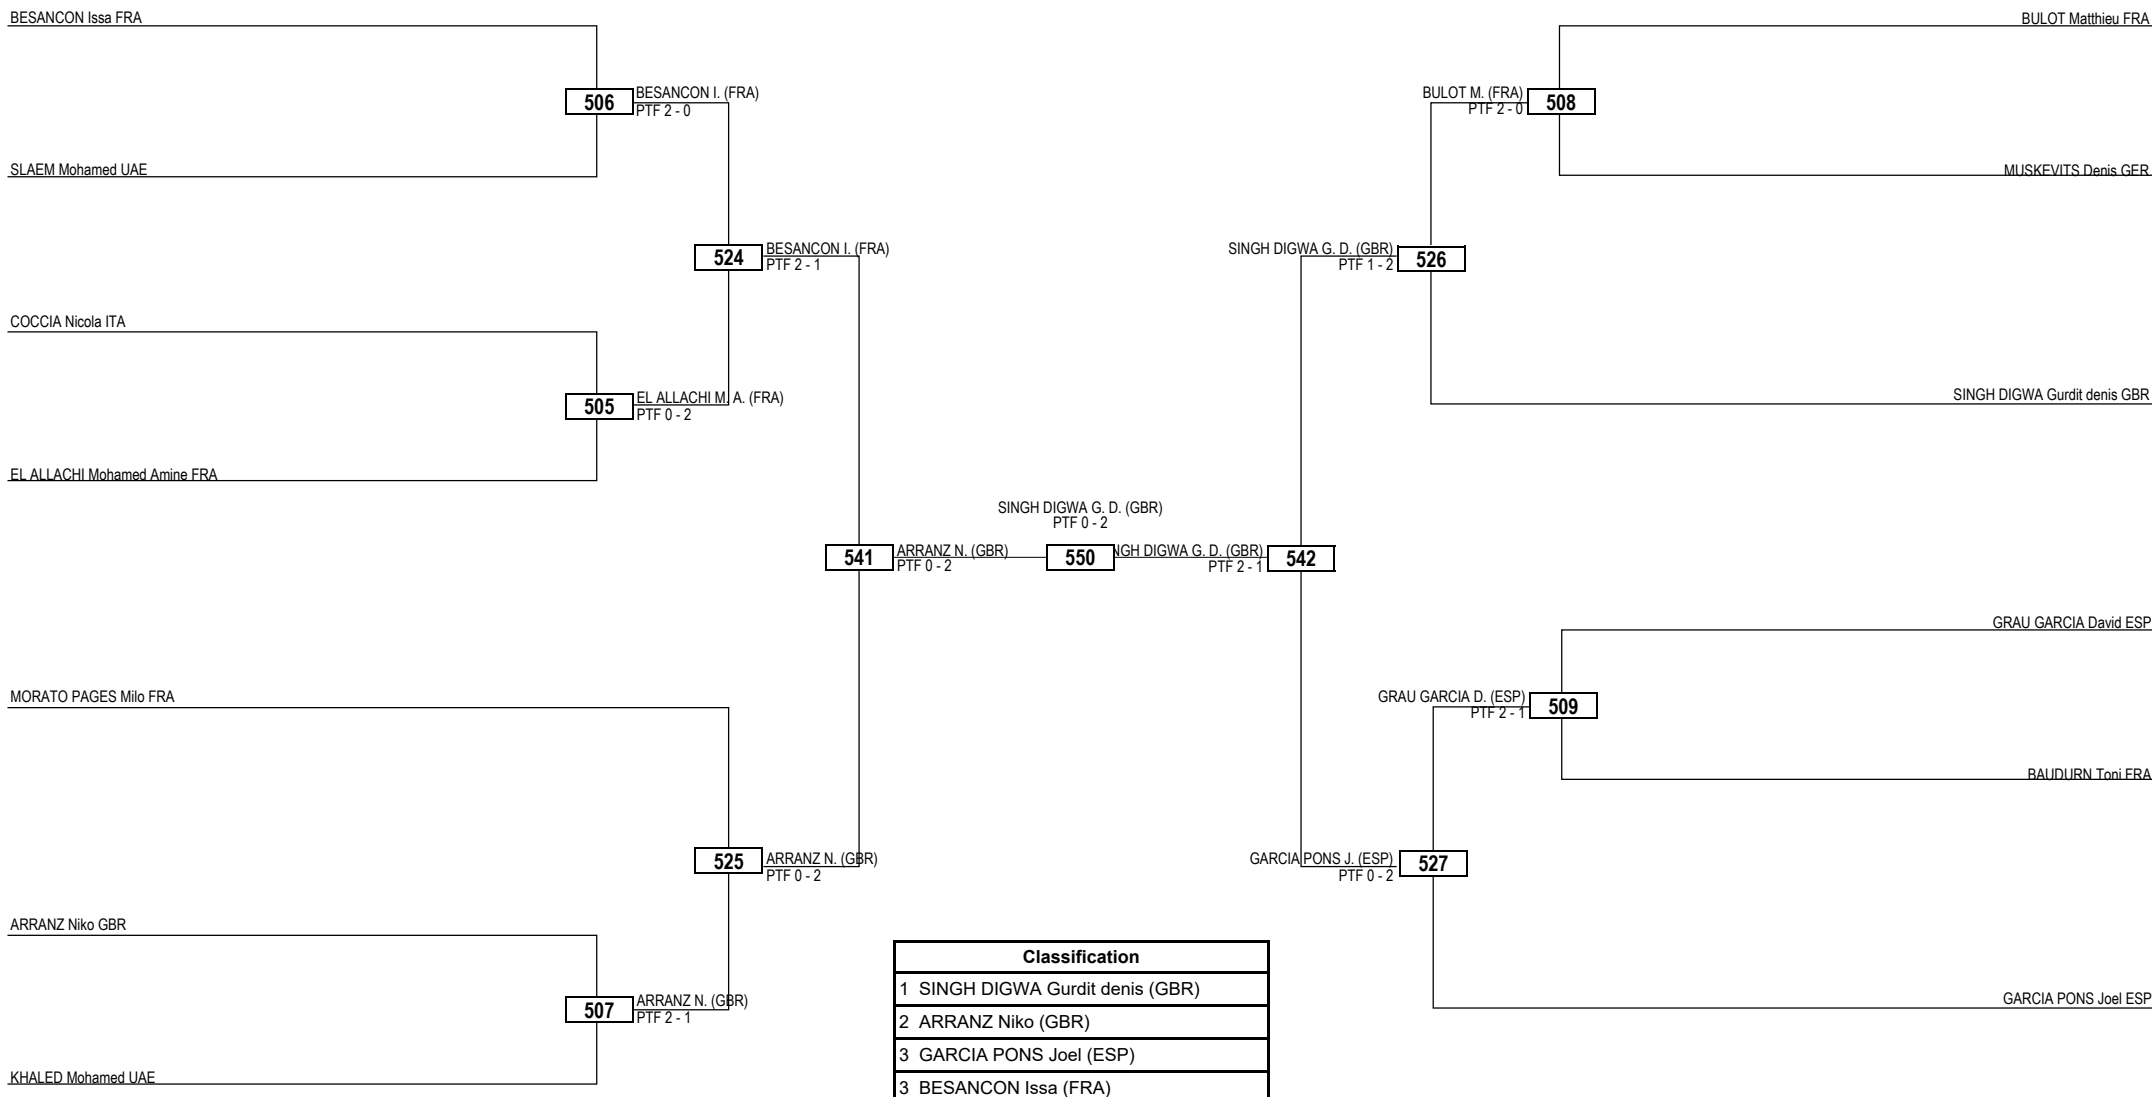 BESANCON Issa FRA
BULOT Matthieu FRA
506
BESANCON I. (FRA)
PTF 2 - 0
BULOT M. (FRA)
PTF 2 - 0
508
SLAEM Mohamed UAE
MUSKEVITS Denis GER
524
BESANCON I. (FRA)
PTF 2 - 1
SINGH DIGWA G. D. (GBR)
PTF 1 - 2
526
COCCIA Nicola ITA
505
EL ALLACHI M. A. (FRA)
PTF 0 - 2
SINGH DIGWA Gurdit denis GBR
EL ALLACHI Mohamed Amine FRA
SINGH DIGWA G. D. (GBR)
PTF 0 - 2
541
ARRANZ N. (GBR)
PTF 0 - 2
550
NGH DIGWA G. D. (GBR)
PTF 2 - 1
542
GRAU GARCIA David ESP
MORATO PAGES Milo FRA
GRAU GARCIA D. (ESP)
PTF 2 - 1
509
BAUDURN Toni FRA
525
ARRANZ N. (GBR)
PTF 0 - 2
GARCIA PONS J. (ESP)
PTF 0 - 2
527
ARRANZ Niko GBR
507
ARRANZ N. (GBR)
PTF 2 - 1
GARCIA PONS Joel ESP
KHALED Mohamed UAE
Classification
1 SINGH DIGWA Gurdit denis (GBR)
2 ARRANZ Niko (GBR)
3 GARCIA PONS Joel (ESP)
3 BESANCON Issa (FRA)